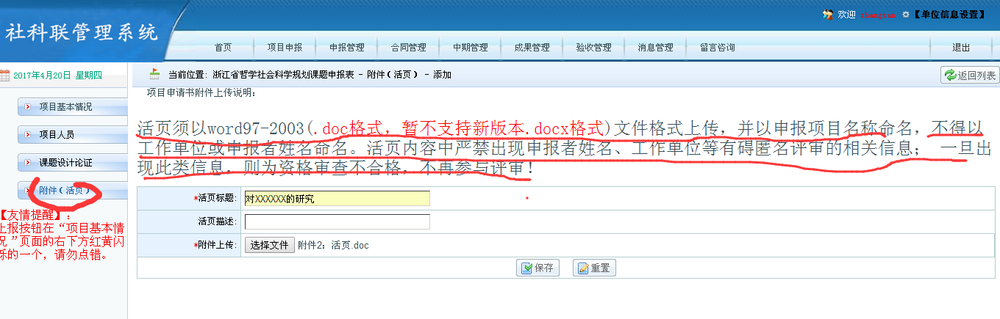 社科联管理系统
欢迎 zhangsan 【单位信息设置】
首页 项目申报 申报管理 合同管理 中期管理 成果管理 验收管理 消息管理 留言咨询 退出
2017年4月20日 星期四
当前位置: 浙江省哲学社会科学规划课题申报表 - 附件(活页) - 添加
返回列表
项目申请书附件上传说明:
项目基本情况
项目人员
课题设计论证
附件(活页)
【友情提醒】:
上报按钮在“项目基本情
况”页面的右下方红黄闪
烁的一个，请勿点错。
活页须以word97-2003(.doc格式，暂不支持新版本.docx格式)文件格式上传，并以申报项目名称命名，不得以
工作单位或申报者姓名命名。活页内容中严禁出现申报者姓名、工作单位等有碍匿名评审的相关信息； 一旦出
现此类信息，则为资格审查不合格，不再参与评审！
*活页标题: 对XXXXXX的研究
活页描述:
*附件上传: 选择文件 附件2：活页.doc
保存 重置